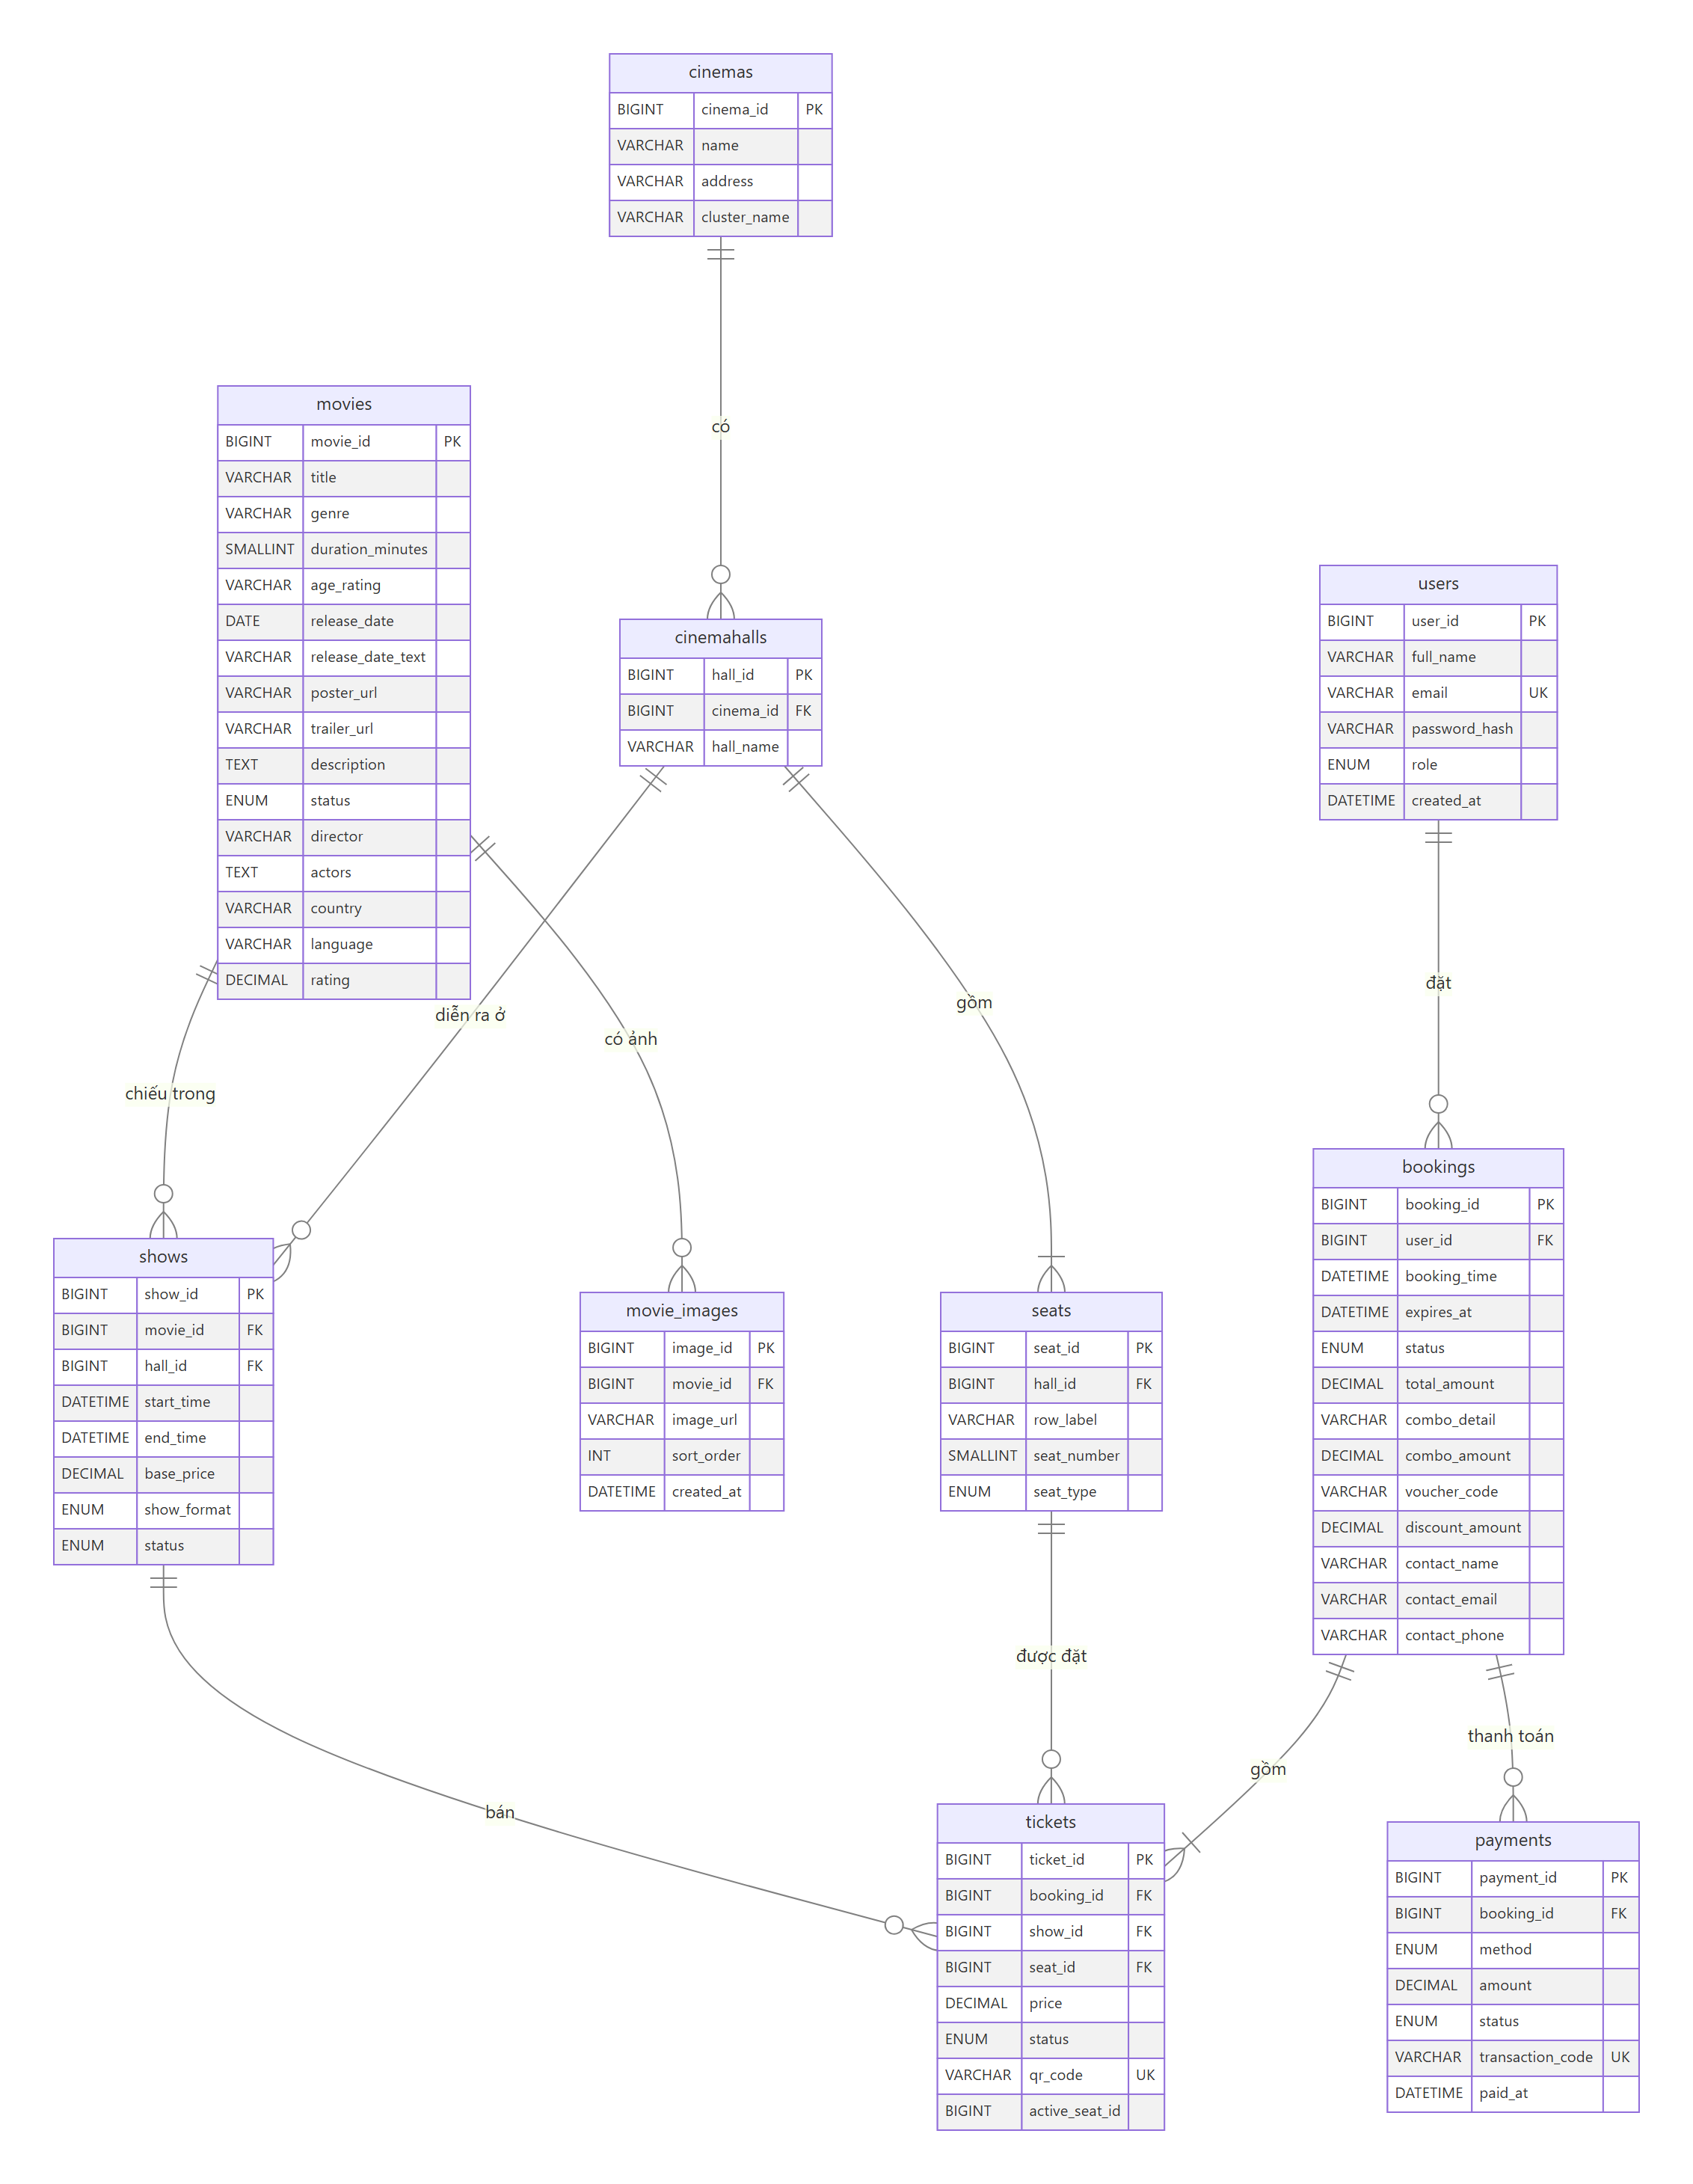 cinemas
BIGINT cinema_id PK
VARCHAR name
VARCHAR address
VARCHAR cluster_name
có
movies
BIGINT movie_id PK
VARCHAR title
VARCHAR genre
SMALLINT duration_minutes
VARCHAR age_rating
DATE release_date
VARCHAR release_date_text
VARCHAR poster_url
VARCHAR trailer_url
TEXT description
ENUM status
VARCHAR director
TEXT actors
VARCHAR country
VARCHAR language
DECIMAL rating
cinemahalls
BIGINT hall_id PK
BIGINT cinema_id FK
VARCHAR hall_name
users
BIGINT user_id PK
VARCHAR full_name
VARCHAR email UK
VARCHAR password_hash
ENUM role
DATETIME created_at
chiếu trong
diễn ra ở
có ảnh
gồm
đặt
shows
BIGINT show_id PK
BIGINT movie_id FK
BIGINT hall_id FK
DATETIME start_time
DATETIME end_time
DECIMAL base_price
ENUM show_format
ENUM status
movie_images
BIGINT image_id PK
BIGINT movie_id FK
VARCHAR image_url
INT sort_order
DATETIME created_at
seats
BIGINT seat_id PK
BIGINT hall_id FK
VARCHAR row_label
SMALLINT seat_number
ENUM seat_type
bookings
BIGINT booking_id PK
BIGINT user_id FK
DATETIME booking_time
DATETIME expires_at
ENUM status
DECIMAL total_amount
VARCHAR combo_detail
DECIMAL combo_amount
VARCHAR voucher_code
DECIMAL discount_amount
VARCHAR contact_name
VARCHAR contact_email
VARCHAR contact_phone
bán
được đặt
gồm
thanh toán
tickets
BIGINT ticket_id PK
BIGINT booking_id FK
BIGINT show_id FK
BIGINT seat_id FK
DECIMAL price
ENUM status
VARCHAR qr_code UK
BIGINT active_seat_id
payments
BIGINT payment_id PK
BIGINT booking_id FK
ENUM method
DECIMAL amount
ENUM status
VARCHAR transaction_code UK
DATETIME paid_at